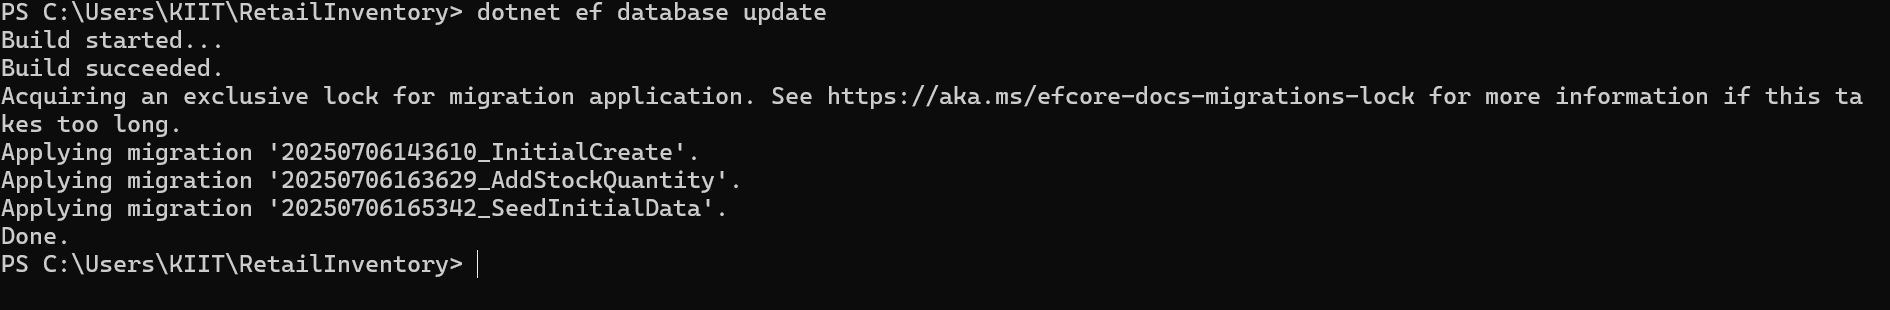 PS C:\Users\KIIT\RetailInventory> dotnet ef database update
Build started...
Build succeeded.
Acquiring an exclusive lock for migration application. See https://aka.ms/efcore-docs-migrations-lock for more information if this ta
kes too long.
Applying migration '20250706143610_InitialCreate'.
Applying migration '20250706163629_AddStockQuantity'.
Applying migration '20250706165342_SeedInitialData'.
Done.
PS C:\Users\KIIT\RetailInventory>